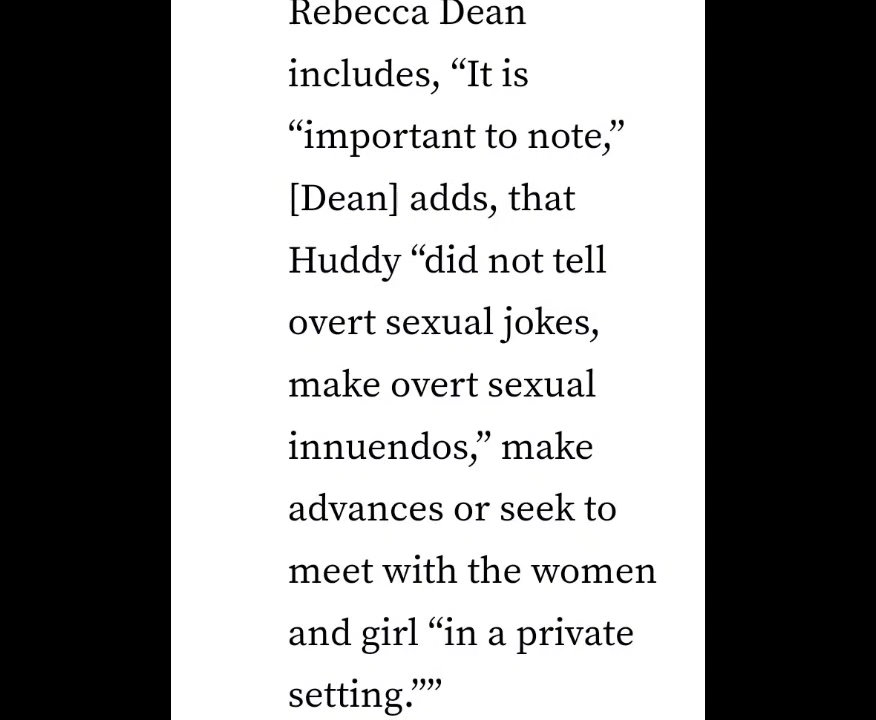 Rebecca Dean
includes, “It is
“important to note,”
[Dean] adds, that
Huddy “did not tell
overt sexual jokes,
make overt sexual
innuendos,” make
advances or seek to
meet with the women
and girl “in a private
setting.””